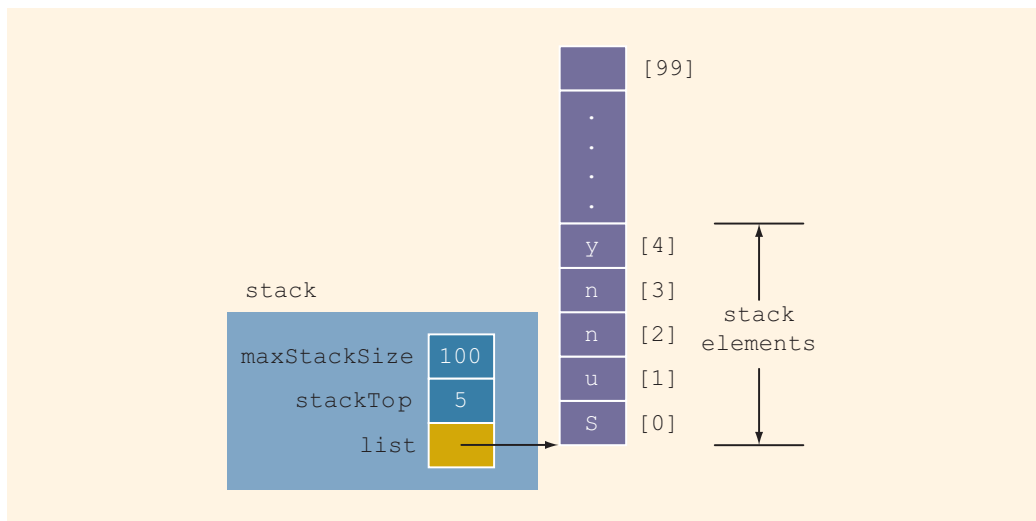 [99]
.
.
.
.
y [4]
n [3]
n [2]
u [1]
S [0]
stack
elements
stack
maxStackSize 100
stackTop 5
list